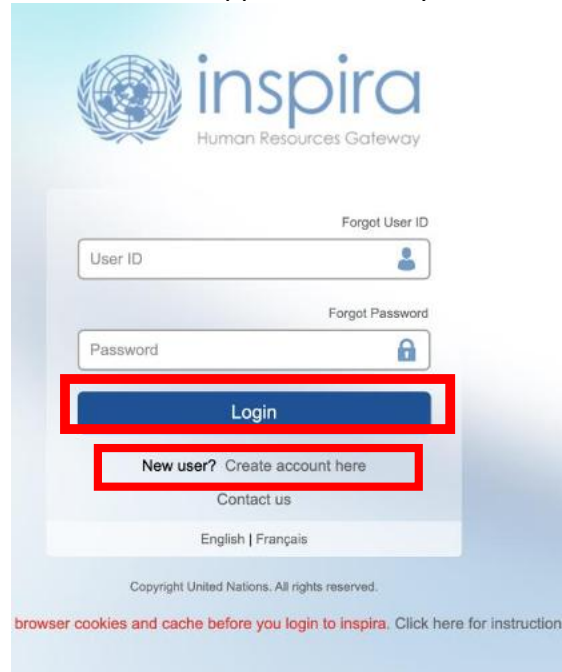 inspira
Human Resources Gateway
Forgot User ID
User ID
Forgot Password
Password
Login
New user? Create account here
Contact us
English | Français
Copyright United Nations. All rights reserved.
browser cookies and cache before you login to inspira. Click here for instruction